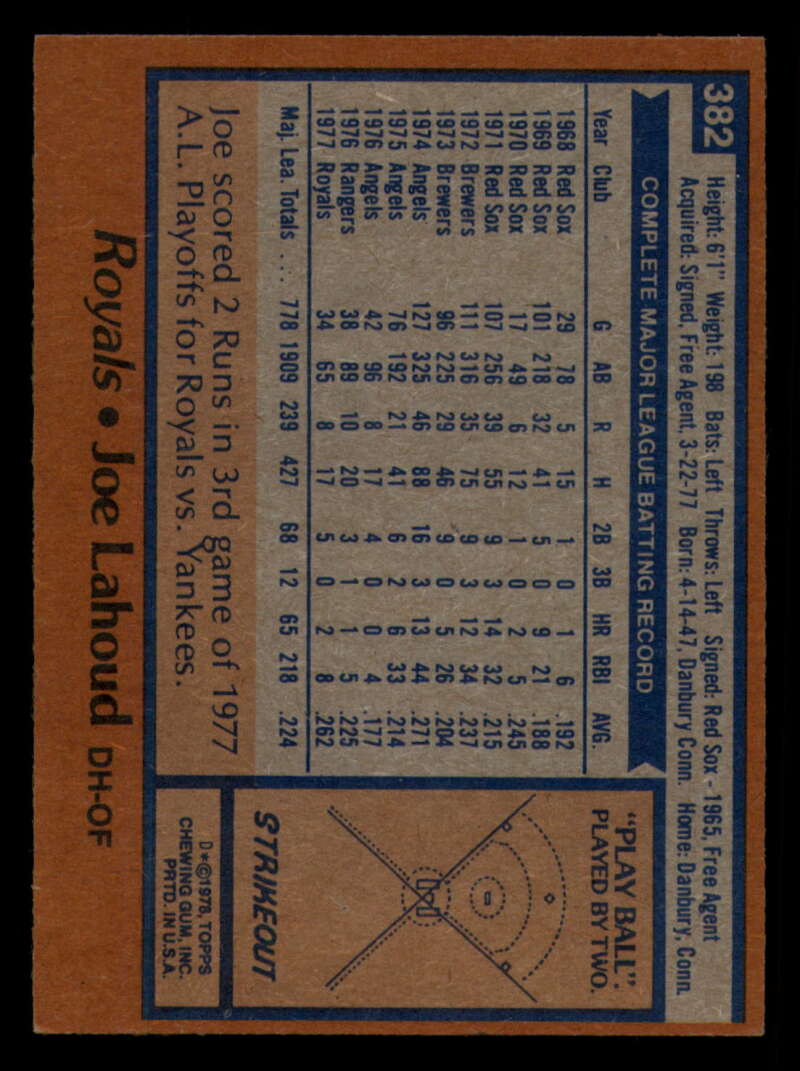 382
Height: 6'1" Weight: 198 Bats: Left Throws: Left Signed: Red Sox - 1965, Free Agent
Acquired: Signed, Free Agent, 3-22-77 Born: 4-14-47, Danbury Conn. Home: Danbury, Conn.
COMPLETE MAJOR LEAGUE BATTING RECORD
Year Club G AB R H 2B 3B HR RBI AVG.
1968 Red Sox 29 78 5 15 1 0 1 6 .192
1969 Red Sox 101 218 32 41 5 0 9 21 .188
1970 Red Sox 17 49 6 12 1 0 2 5 .245
1971 Red Sox 107 256 39 55 9 3 14 32 .215
1972 Brewers 111 316 35 75 9 3 12 34 .237
1973 Brewers 96 225 29 46 9 0 5 26 .204
1974 Angels 127 325 46 88 16 3 13 44 .271
1975 Angels 76 192 21 41 6 2 6 33 .214
1976 Angels 42 96 8 17 4 0 0 4 .177
1976 Rangers 38 89 10 20 3 1 1 5 .225
1977 Royals 34 65 8 17 5 0 2 8 .262
Maj. Lea. Totals ... 778 1909 239 427 68 12 65 218 .224
Joe scored 2 Runs in 3rd game of 1977
A.L. Playoffs for Royals vs. Yankees.
"PLAY BALL":
PLAYED BY TWO.
STRIKEOUT
D*©1978, TOPPS
CHEWING GUM, INC.
PRTD. IN U.S.A.
Royals • Joe Lahoud DH-OF